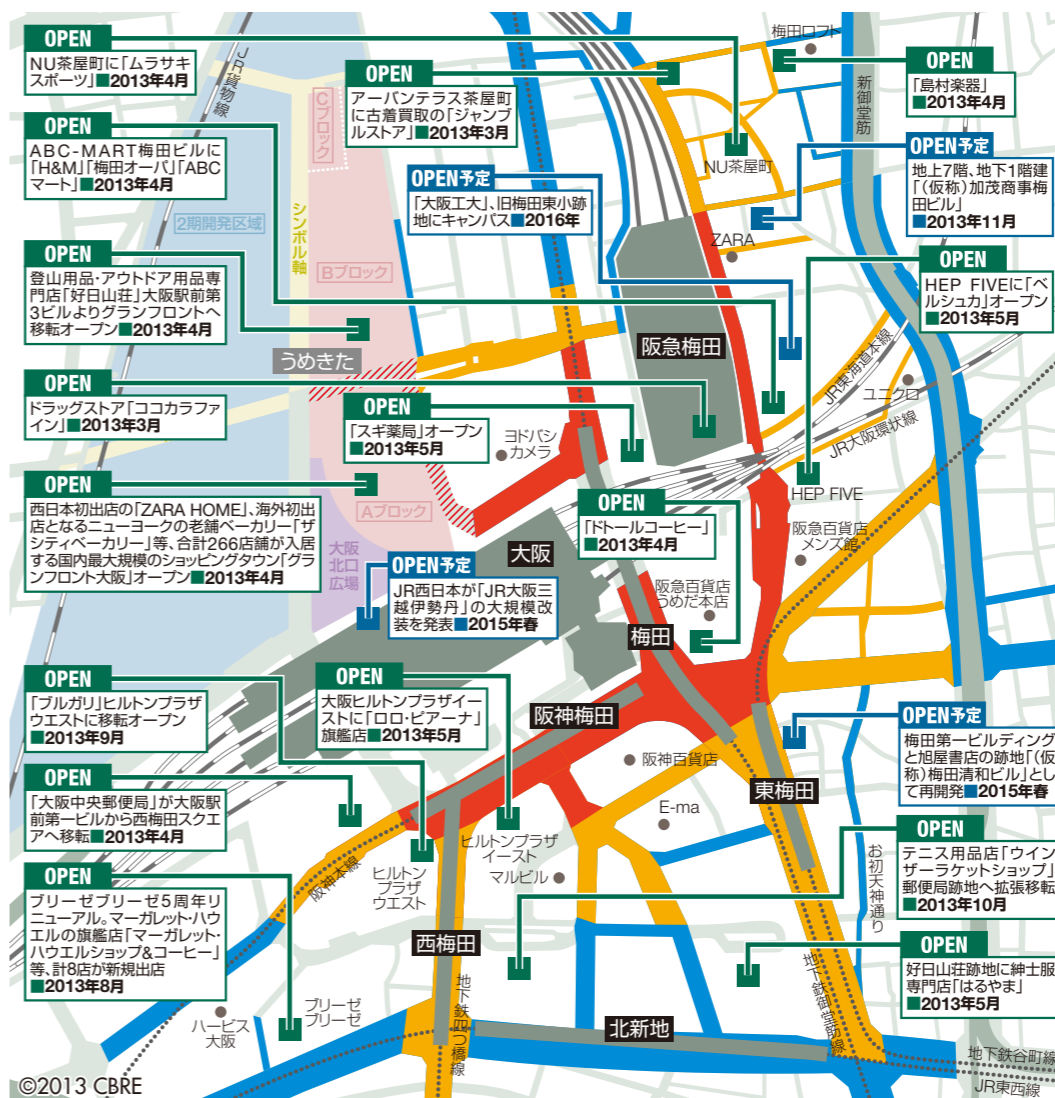 OPEN
NU茶屋町に「ムラサキ
スポーツ」■2013年4月
OPEN
ABC-MART梅田ビルに
「H&M」「梅田オーパ」「ABC
マート」■2013年4月
OPEN
登山用品・アウトドア用品専
門店「好日山荘」大阪駅前第
3ビルよりグランフロントへ
移転オープン■2013年4月
OPEN
ドラッグストア「ココカラファ
イン」■2013年3月
OPEN
西日本初出店の「ZARA HOME」、海外初出
店となるニューヨークの老舗ベーカリー「ザ
シティベーカリー」等、合計266店舗が入居
する国内最大規模のショッピングタウン「グラ
ンフロント大阪」オープン■2013年4月
OPEN
「ブルガリ」ヒルトンプラザ
ウエストに移転オープン
■2013年9月
OPEN
「大阪中央郵便局」が大阪駅
前第一ビルから西梅田スクエ
アへ移転■2013年4月
OPEN
ブリーゼブリーゼ5周年リ
ニューアル。マーガレット・ハウ
エルの旗艦店「マーガレット・
ハウエルショップ&コーヒー」
等、計8店が新規出店
■2013年8月
OPEN
アーバンテラス茶屋町
に古着買取の「ジャンブ
ルストア」■2013年3月
OPEN予定
「大阪工大」、旧梅田東小跡
地にキャンパス■2016年
OPEN
「スギ薬局」オープン
■2013年5月
OPEN
「ドトールコーヒー」
■2013年4月
OPEN予定
JR西日本が「JR大阪三
越伊勢丹」の大規模改
装を発表■2015年春
OPEN
大阪ヒルトンプラザイー
ストに「ロロ・ピアーナ」
旗艦店■2013年5月
OPEN
「島村楽器」
■2013年4月
OPEN予定
地上7階、地下1階建
「(仮称)加茂商事梅
田ビル」
■2013年11月
OPEN
HEP FIVEに「ベ
ルシュカ」オープン
■2013年5月
OPEN予定
梅田第一ビルディング
と旭屋書店の跡地「(仮
称)梅田清和ビル」とし
て再開発■2015年春
OPEN
テニス用品店「ウイン
ザーラケットショップ」
郵便局跡地へ拡張移転
■2013年10月
OPEN
好日山荘跡地に紳士服
専門店「はるやま」
■2013年5月
JR貨物線
Cブロック
シンボル軸
2期開発区域
Bブロック
うめきた
Aブロック
大阪
北口
広場
梅田ロフト
新御堂筋
NU茶屋町
ZARA
阪急梅田
JR東海道本線
ユニクロ
JR大阪環状線
HEP FIVE
ヨドバシ
カメラ
大阪
阪急百貨店
メンズ館
阪急百貨店
うめだ本店
梅田
阪神梅田
阪神百貨店
東梅田
E-ma
ヒルトンプラザ
イースト
マルビル
ヒルトン
プラザ
ウエスト
阪神本線
西梅田
お初天神通り
地下鉄四つ橋線
地下鉄御堂筋線
ブリーゼ
ブリーゼ
ハービス
大阪
北新地
地下鉄谷町線
JR東西線
©2013 CBRE